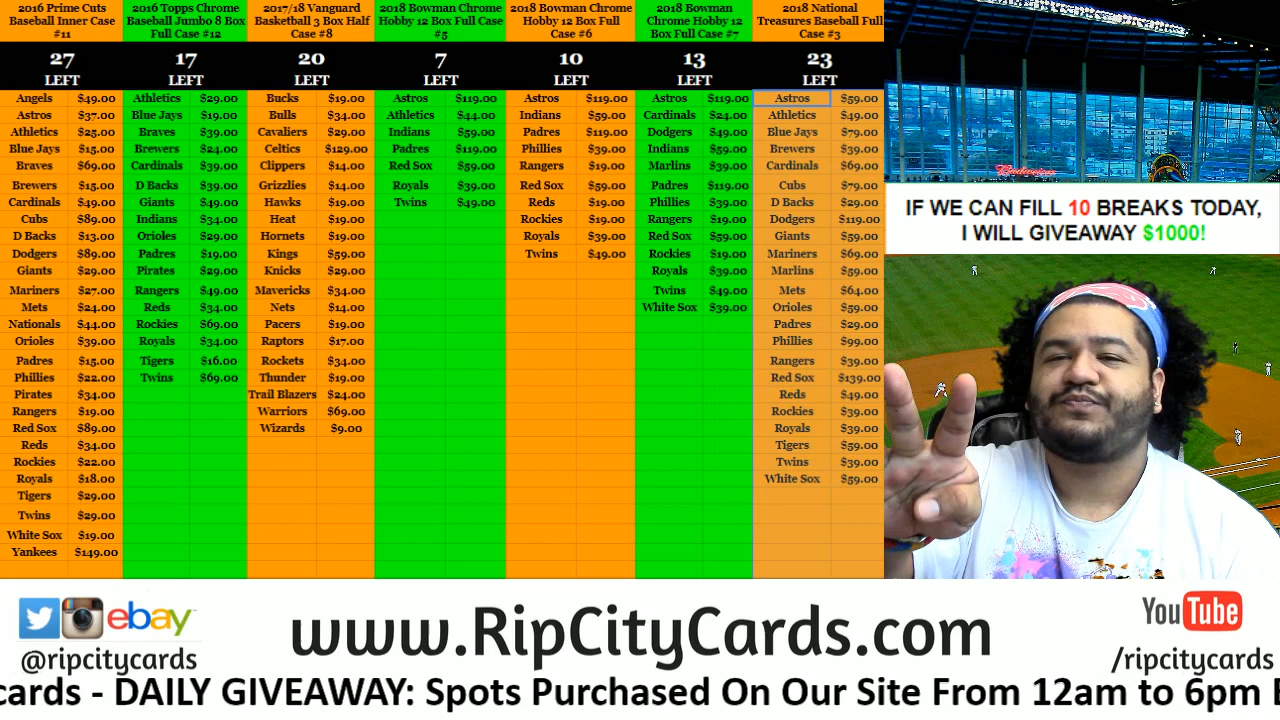 2016 Prime Cuts
Baseball Inner Case
#11
27
LEFT
Angels $49.00
Astros $37.00
Athletics $25.00
Blue Jays $15.00
Braves $69.00
Brewers $15.00
Cardinals $49.00
Cubs $89.00
D Backs $13.00
Dodgers $89.00
Giants $29.00
Mariners $27.00
Mets $24.00
Nationals $44.00
Orioles $39.00
Padres $15.00
Phillies $22.00
Pirates $34.00
Rangers $19.00
Red Sox $89.00
Reds $34.00
Rockies $22.00
Royals $18.00
Tigers $29.00
Twins $29.00
White Sox $19.00
Yankees $149.00
2016 Topps Chrome
Baseball Jumbo 8 Box
Full Case #12
17
LEFT
Athletics $29.00
Blue Jays $19.00
Braves $39.00
Brewers $24.00
Cardinals $39.00
D Backs $39.00
Giants $49.00
Indians $34.00
Orioles $29.00
Padres $19.00
Pirates $29.00
Rangers $49.00
Reds $34.00
Rockies $69.00
Royals $34.00
Tigers $16.00
Twins $69.00
2017/18 Vanguard
Basketball 3 Box Half
Case #8
20
LEFT
Bucks $19.00
Bulls $34.00
Cavaliers $29.00
Celtics $129.00
Clippers $14.00
Grizzlies $14.00
Hawks $19.00
Heat $19.00
Hornets $19.00
Kings $59.00
Knicks $29.00
Mavericks $34.00
Nets $14.00
Pacers $19.00
Raptors $17.00
Rockets $34.00
Thunder $19.00
Trail Blazers $24.00
Warriors $69.00
Wizards $9.00
2018 Bowman Chrome
Hobby 12 Box Full Case
#5
7
LEFT
Astros $119.00
Athletics $44.00
Indians $59.00
Padres $119.00
Red Sox $59.00
Royals $39.00
Twins $49.00
2018 Bowman Chrome
Hobby 12 Box Full
Case #6
10
LEFT
Astros $119.00
Indians $59.00
Padres $119.00
Phillies $39.00
Rangers $19.00
Red Sox $59.00
Reds $19.00
Rockies $19.00
Royals $39.00
Twins $49.00
2018 Bowman
Chrome Hobby 12
Box Full Case #7
13
LEFT
Astros $119.00
Cardinals $24.00
Dodgers $49.00
Indians $59.00
Marlins $39.00
Padres $119.00
Phillies $39.00
Rangers $19.00
Red Sox $59.00
Rockies $19.00
Royals $39.00
Twins $49.00
White Sox $39.00
2018 National
Treasures Baseball Full
Case #3
23
LEFT
Astros $59.00
Athletics $49.00
Blue Jays $79.00
Brewers $39.00
Cardinals $69.00
Cubs $79.00
D Backs $29.00
Dodgers $119.00
Giants $59.00
Mariners $69.00
Marlins $59.00
Mets $64.00
Orioles $59.00
Padres $29.00
Phillies $99.00
Rangers $39.00
Red Sox $139.00
Reds $49.00
Rockies $39.00
Royals $39.00
Tigers $59.00
Twins $39.00
White Sox $59.00
Budweiser
IF WE CAN FILL 10 BREAKS TODAY,
I WILL GIVEAWAY $1000!
ebay
@ripcitycards
www.RipCityCards.com
YouTube
/ripcitycards
cards - DAILY GIVEAWAY: Spots Purchased On Our Site From 12am to 6pm E